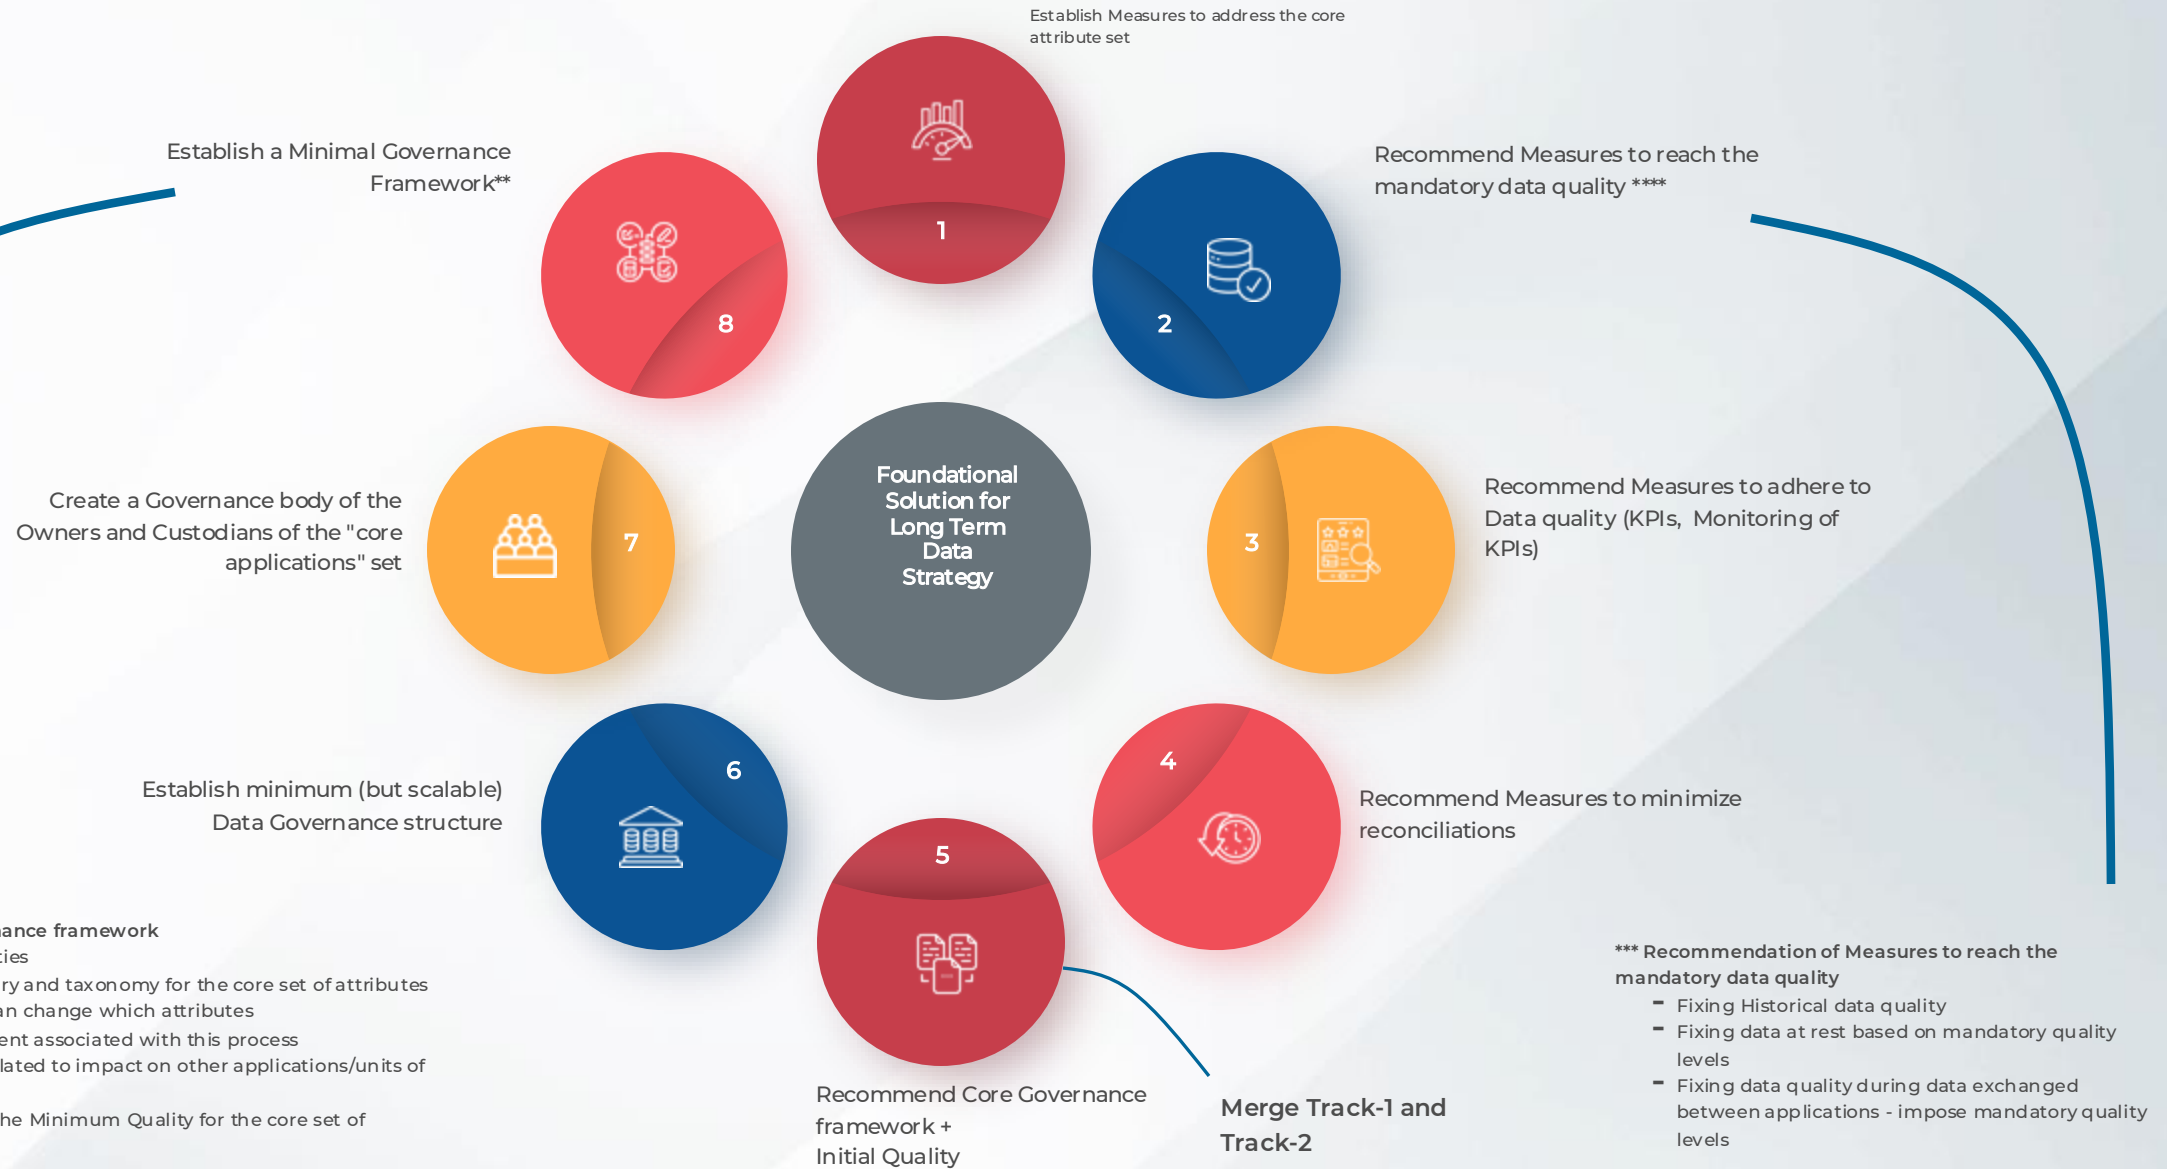 Establish Measures to address the core
attribute set
1
Establish a Minimal Governance
Framework**
8
Recommend Measures to reach the
mandatory data quality ****
2
Foundational
Solution for
Long Term
Data
Strategy
Create a Governance body of the
Owners and Custodians of the "core
applications" set
7
3
Recommend Measures to adhere to
Data quality (KPIs, Monitoring of
KPIs)
Establish minimum (but scalable)
Data Governance structure
6
4
Recommend Measures to minimize
reconciliations
5
Recommend Core Governance
framework +
Initial Quality
Merge Track-1 and
Track-2
framework
ry and taxonomy for the core set of attributes
change which attributes
associated with this process
to impact on other applications/units of
the Minimum Quality for the core set of
*** Recommendation of Measures to reach the
mandatory data quality
- Fixing Historical data quality
- Fixing data at rest based on mandatory quality
levels
- Fixing data quality during data exchanged
between applications - impose mandatory quality
levels